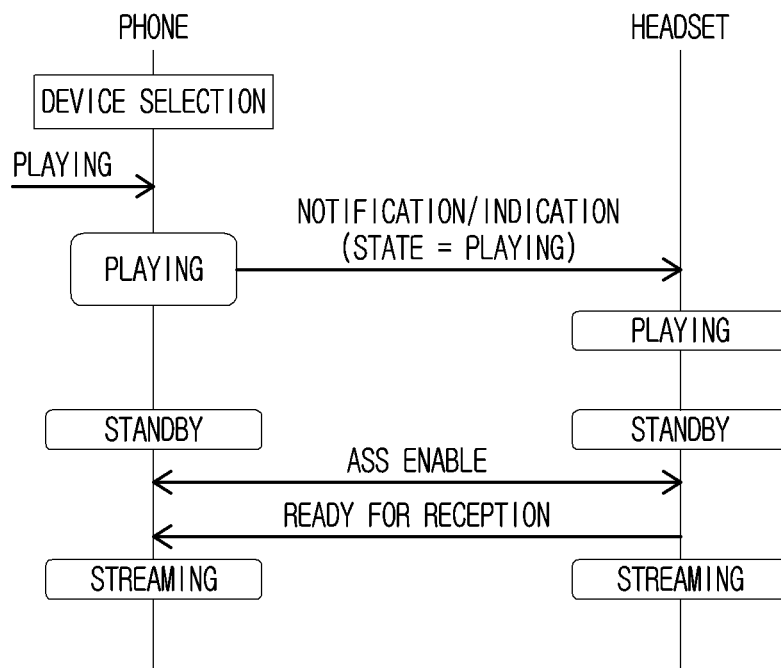 PHONE
HEADSET
DEVICE SELECTION
PLAYING
NOTIFICATION/INDICATION
(STATE = PLAYING)
PLAYING
PLAYING
STANDBY
STANDBY
ASS ENABLE
READY FOR RECEPTION
STREAMING
STREAMING